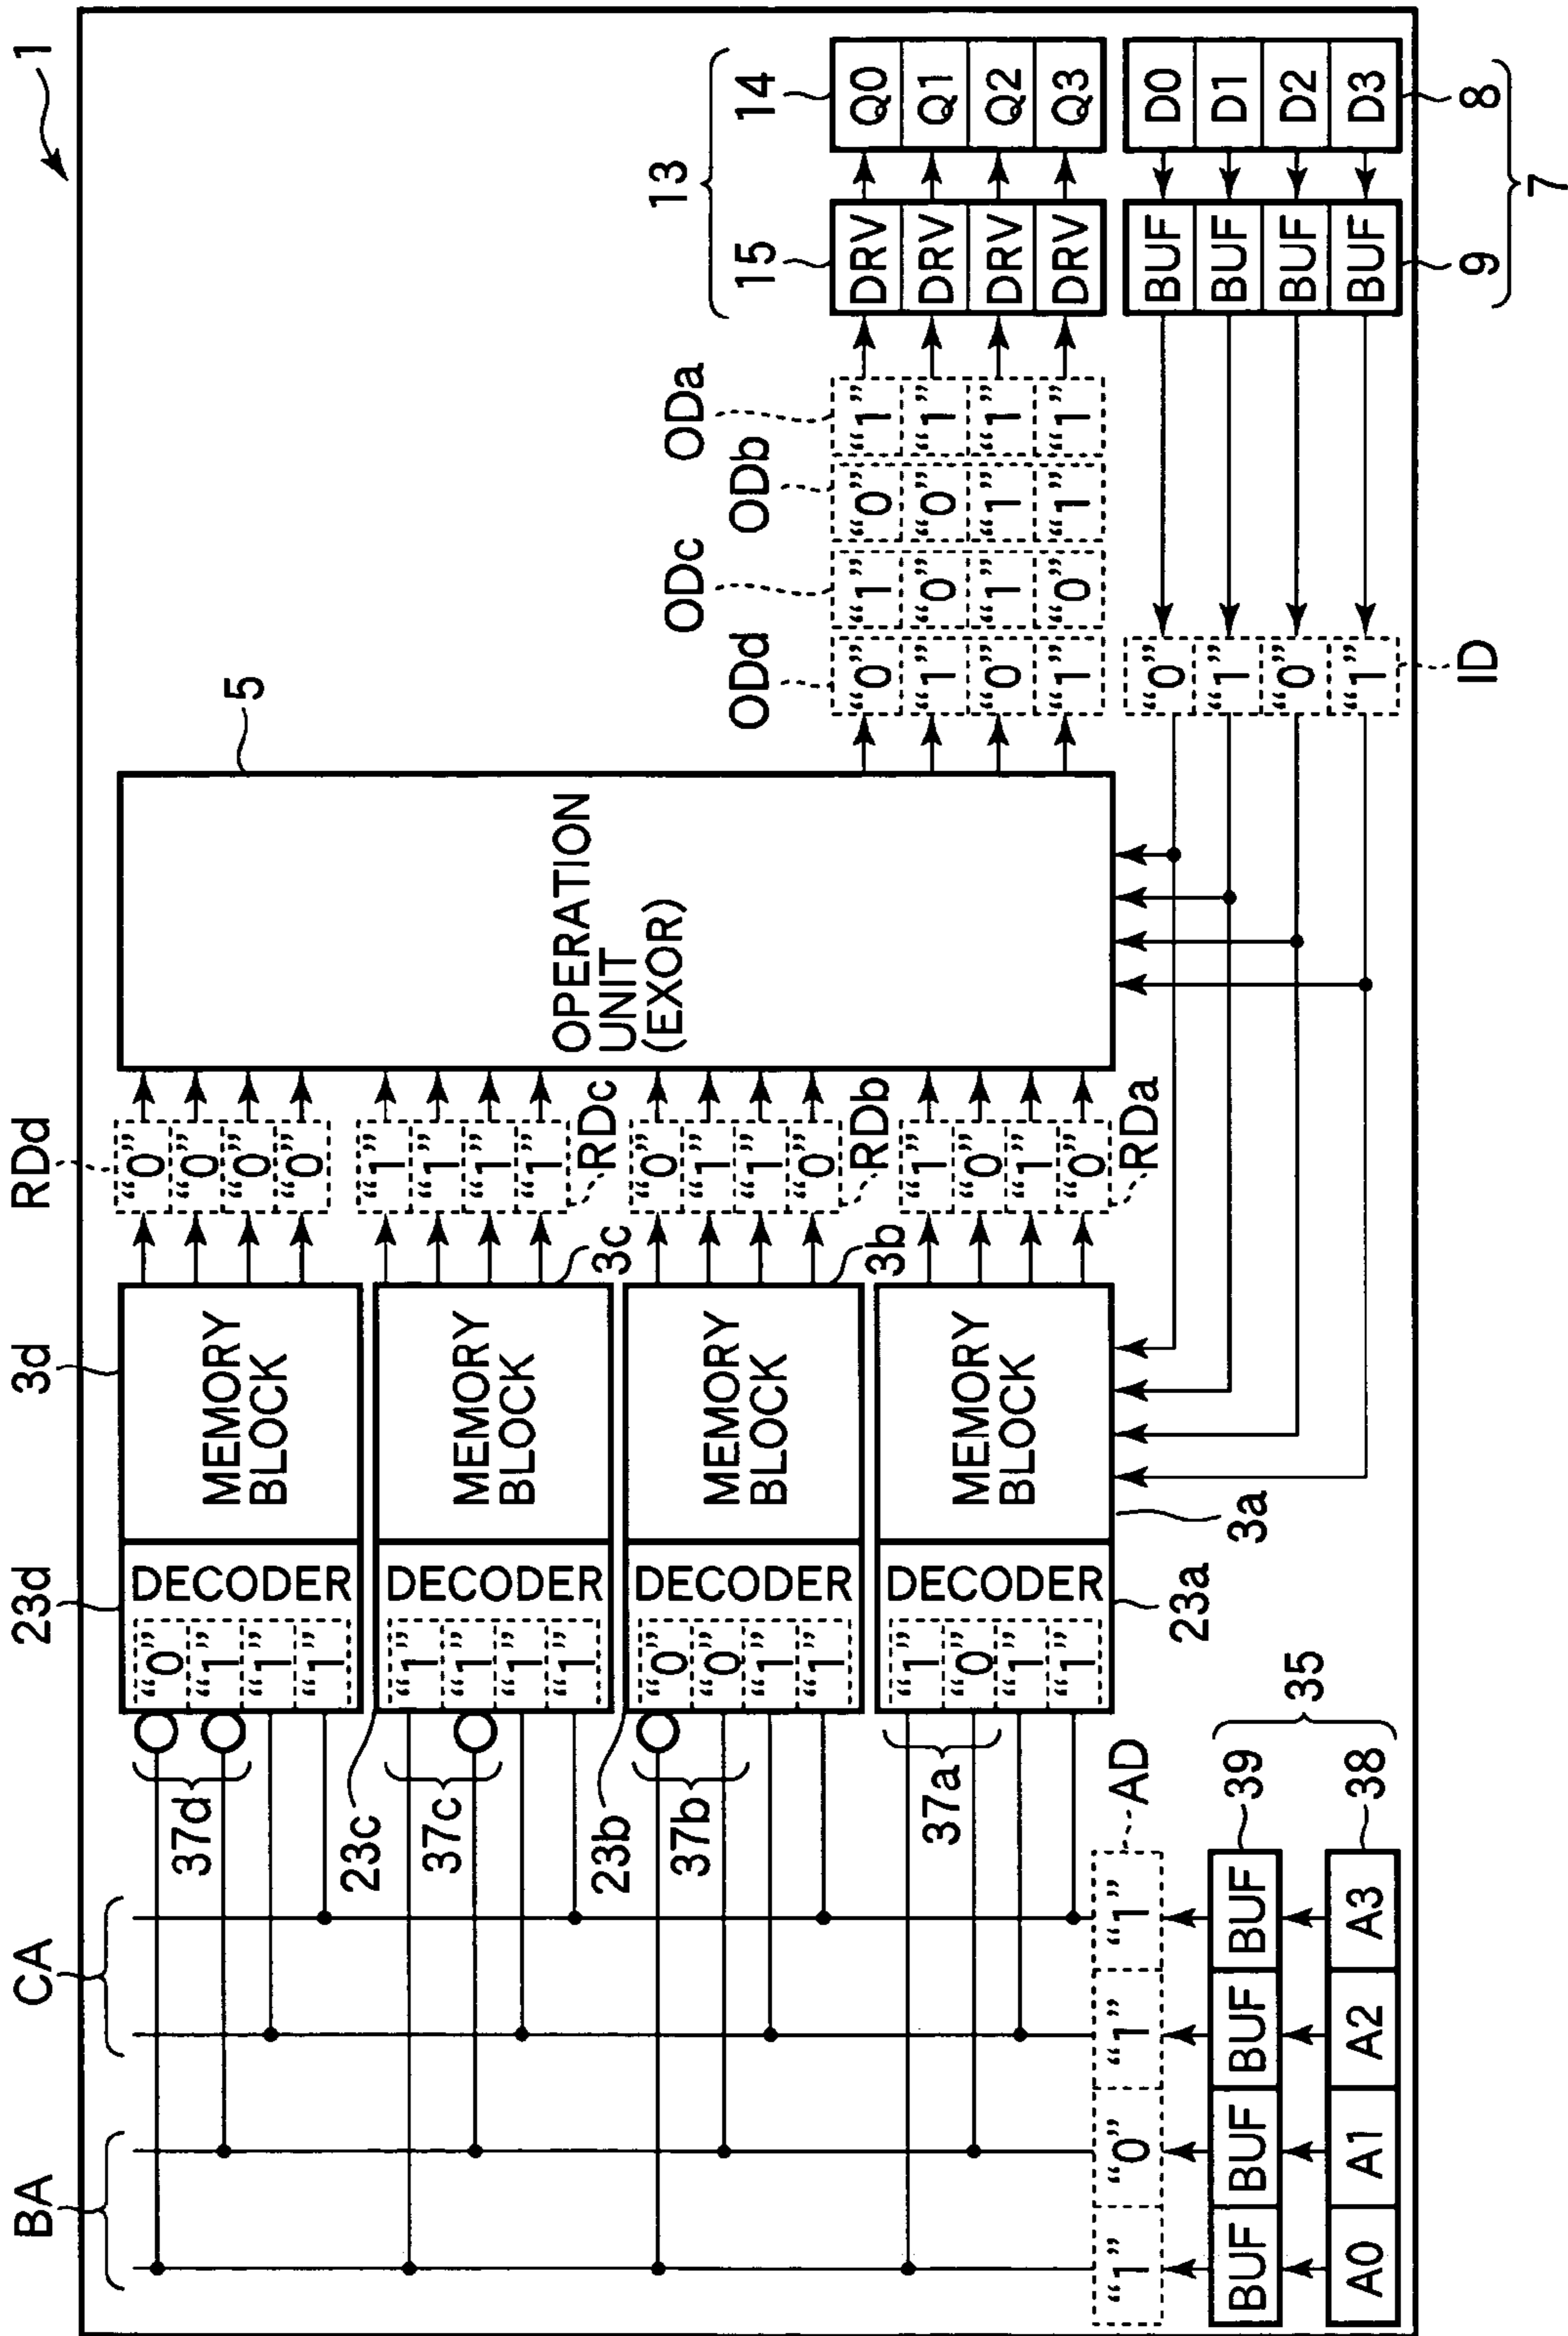 1
BA
CA
23d
3d
RDd
5
"0" "1" "1" "1"
DECODER
MEMORY BLOCK
"0" "0" "0" "0"
37d
23c
"1" "1" "1" "1"
DECODER
MEMORY BLOCK
3c
"1" "1" "1" "1"
RDc
37c
23b
"0" "0" "1" "1"
DECODER
MEMORY BLOCK
3b
"0" "1" "1" "0"
RDb
37b
"1" "0" "1" "1"
DECODER
MEMORY BLOCK
"1" "0" "1" "0"
RDa
37a
23a
3a
OPERATION
UNIT
(EXOR)
ODd
ODc
ODb
ODa
"0" "1" "0" "1"
"1" "0" "1" "0"
"0" "0" "1" "1"
"1" "1" "1" "1"
13
15
14
DRV Q0
DRV Q1
DRV Q2
DRV Q3
BUF D0
BUF D1
BUF D2
BUF D3
9
8
7
"0" "1" "0" "1"
ID
"1" "0" "1" "1"
AD
BUF BUF BUF BUF
39
A0 A1 A2 A3
38
35